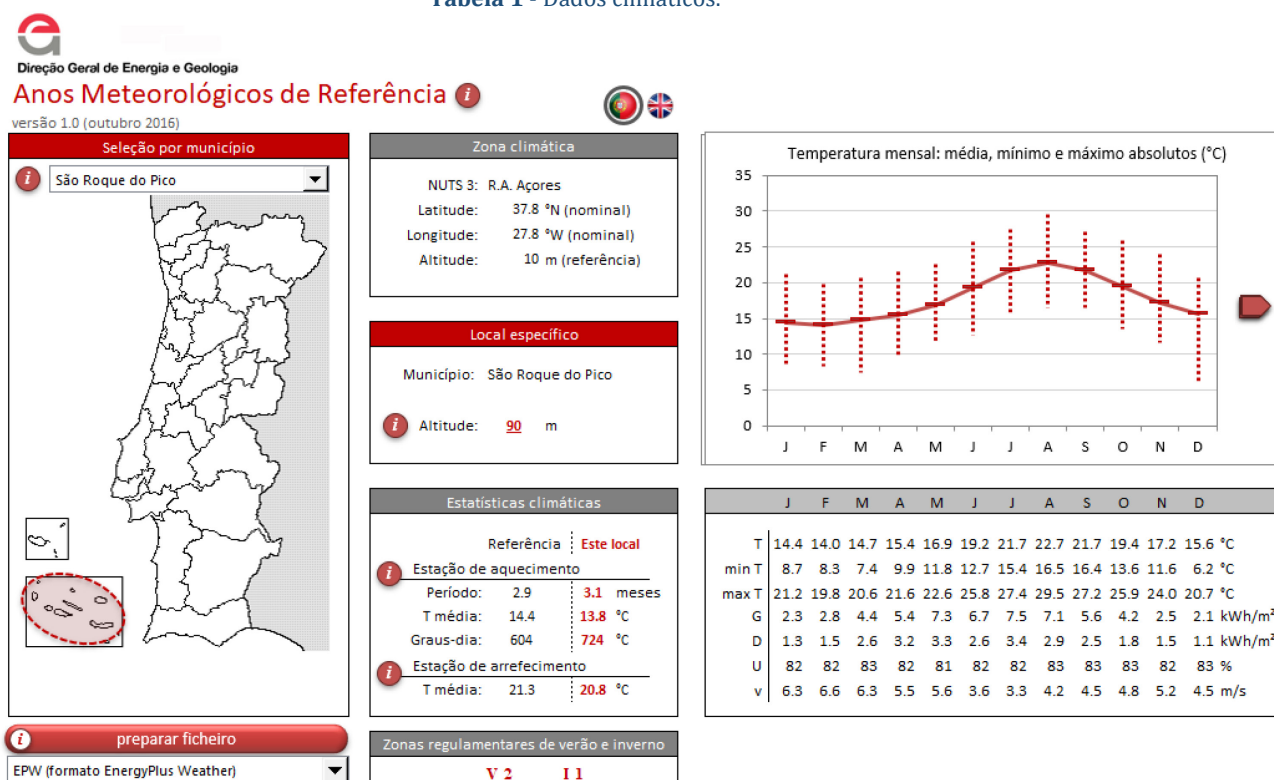 Tabela 1 - Dados climáticos.
Direção Geral de Energia e Geologia
Anos Meteorológicos de Referência i
versão 1.0 (outubro 2016)
Seleção por município
i São Roque do Pico
Zona climática
NUTS 3: R.A. Açores
Latitude: 37.8 °N (nominal)
Longitude: 27.8 °W (nominal)
Altitude: 10 m (referência)
Local específico
Município: São Roque do Pico
i Altitude: 90 m
Estatísticas climáticas
Referência Este local
i Estação de aquecimento
Período: 2.9 3.1 meses
T média: 14.4 13.8 °C
Graus-dia: 604 724 °C
i Estação de arrefecimento
T média: 21.3 20.8 °C
i preparar ficheiro
EPW (formato EnergyPlus Weather)
Zonas regulamentares de verão e inverno
V 2 I 1
Temperatura mensal: média, mínimo e máximo absolutos (°C)
35
30
25
20
15
10
5
0
J F M A M J J A S O N D
J F M A M J J A S O N D
T 14.4 14.0 14.7 15.4 16.9 19.2 21.7 22.7 21.7 19.4 17.2 15.6 °C
min T 8.7 8.3 7.4 9.9 11.8 12.7 15.4 16.5 16.4 13.6 11.6 6.2 °C
max T 21.2 19.8 20.6 21.6 22.6 25.8 27.4 29.5 27.2 25.9 24.0 20.7 °C
G 2.3 2.8 4.4 5.4 7.3 6.7 7.5 7.1 5.6 4.2 2.5 2.1 kWh/m²
D 1.3 1.5 2.6 3.2 3.3 2.6 3.4 2.9 2.5 1.8 1.5 1.1 kWh/m²
U 82 82 83 82 81 82 82 83 83 83 82 83 %
v 6.3 6.6 6.3 5.5 5.6 3.6 3.3 4.2 4.5 4.8 5.2 4.5 m/s